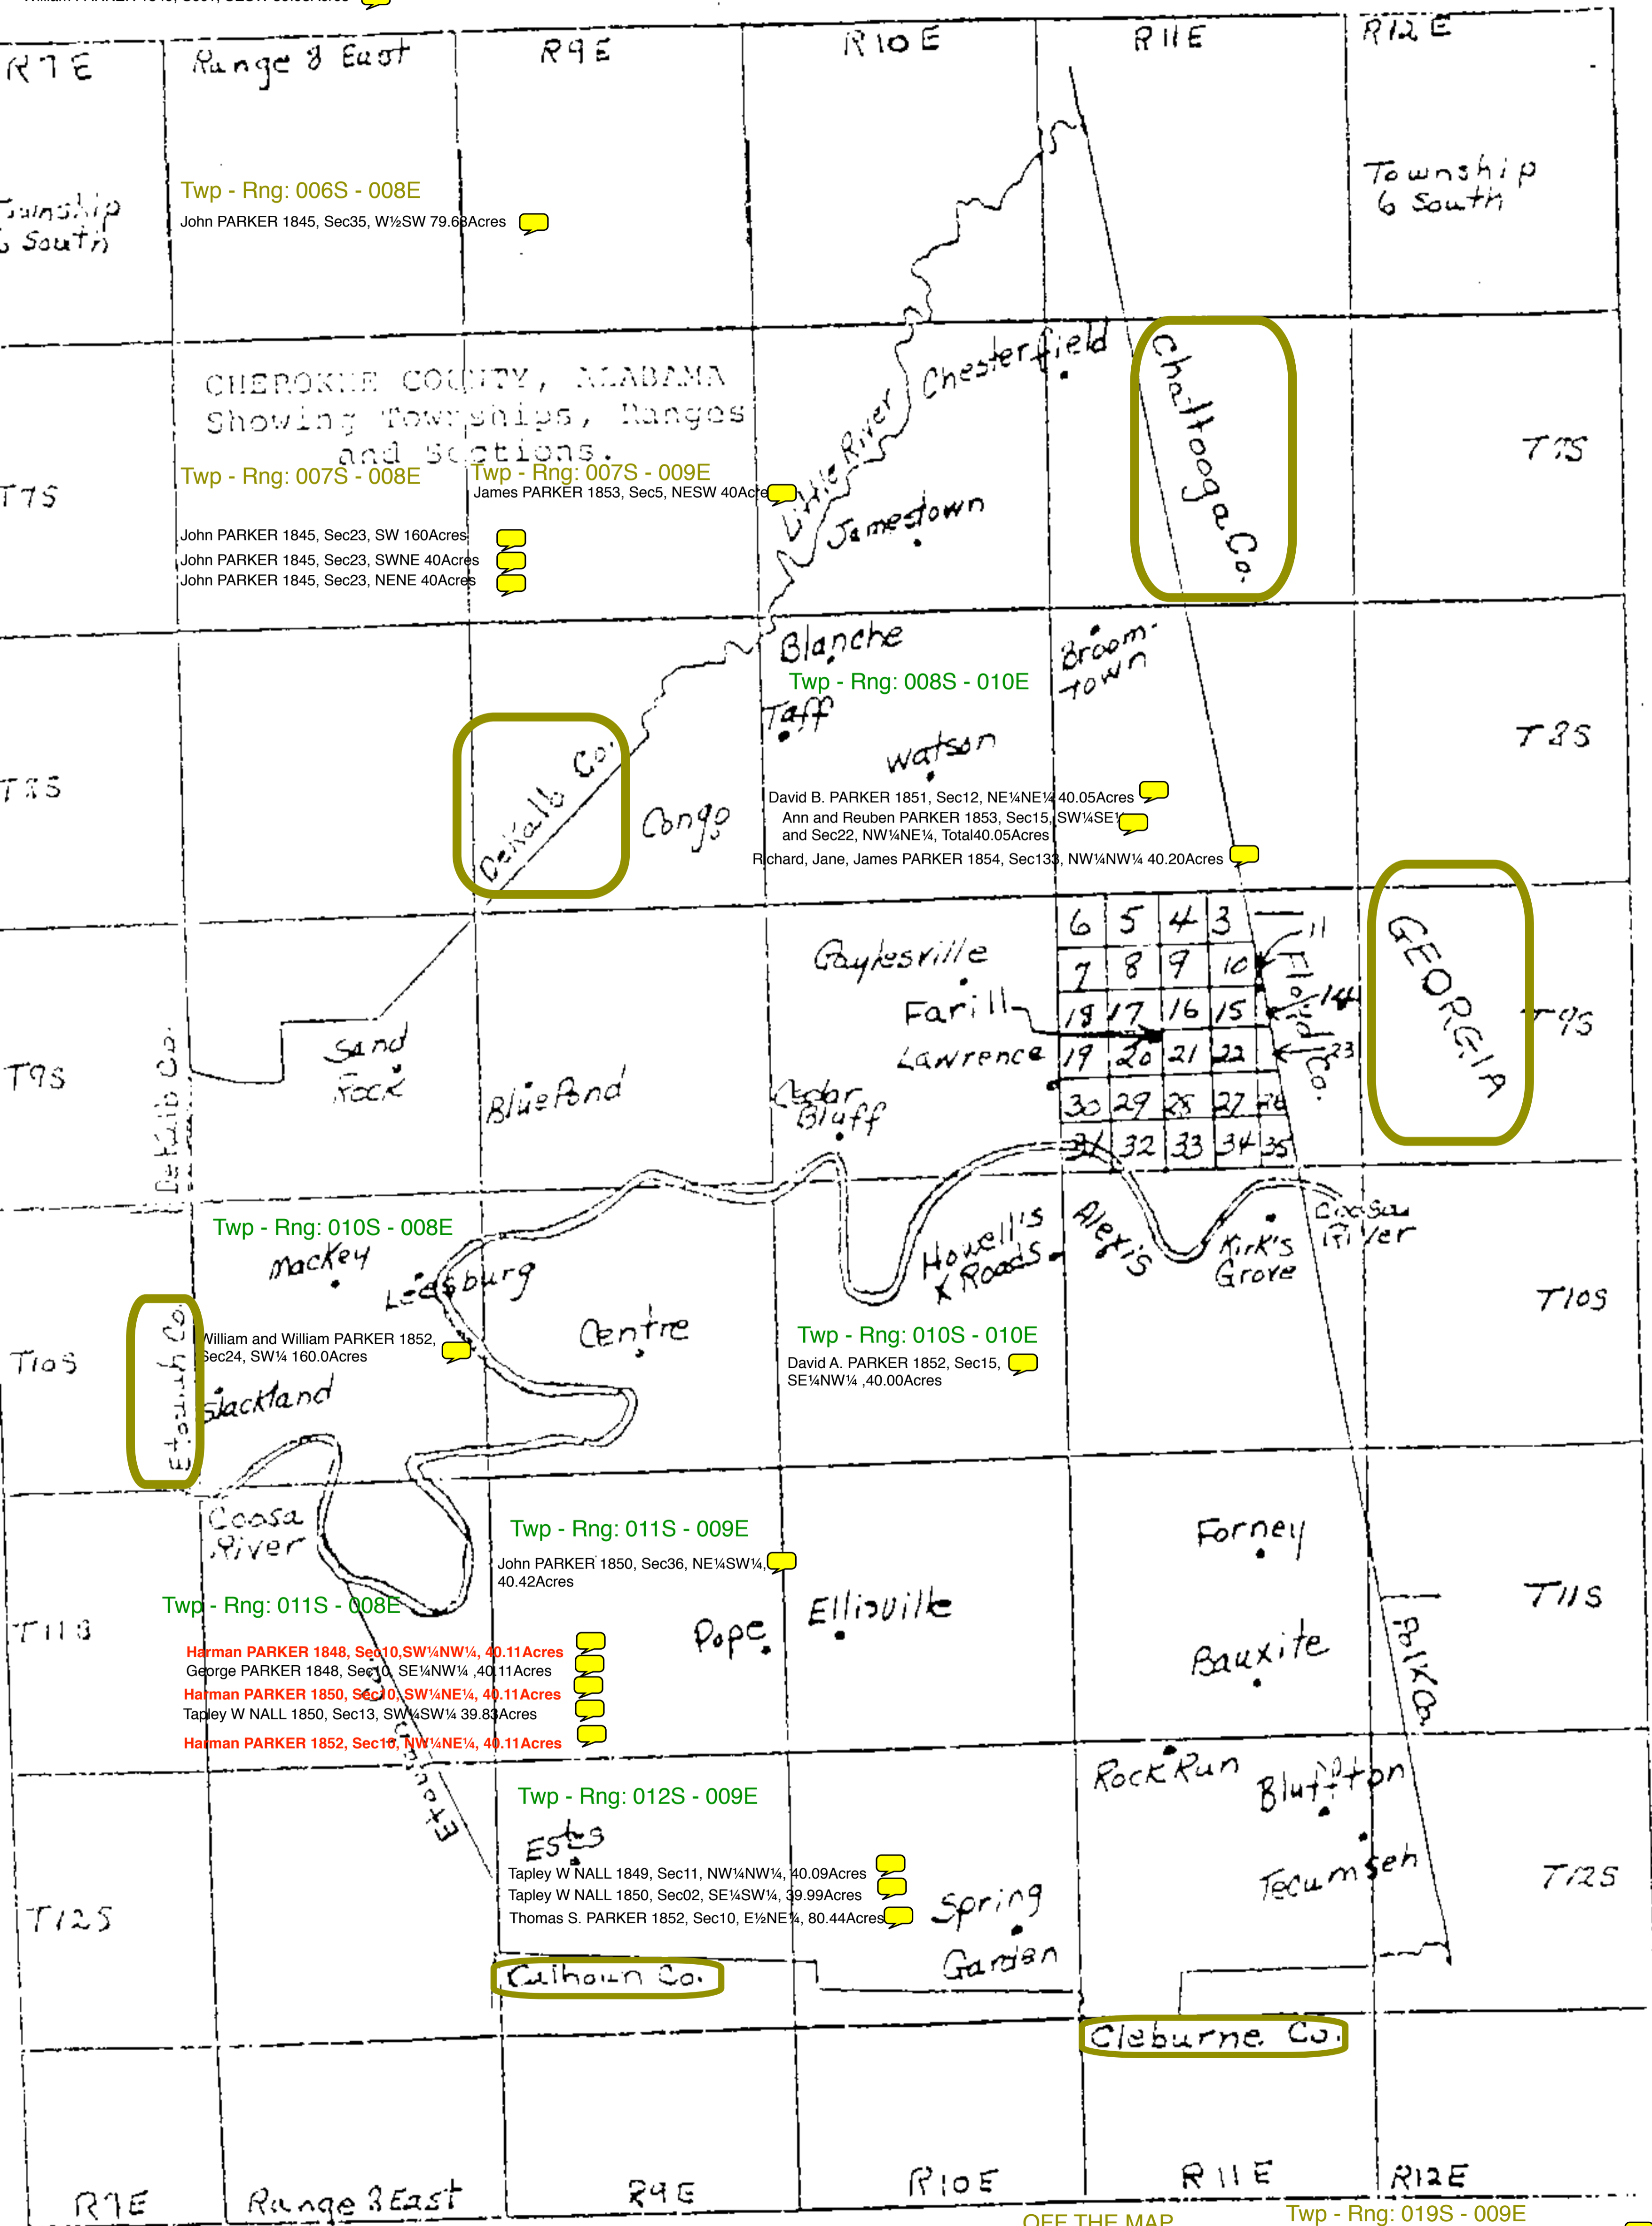 R7E
Range 8 East
R9E
R10E
R11E
R12E
Township
6 South
Twp - Rng: 006S - 008E
John PARKER 1845, Sec35, W½SW 79.68Acres
Township
6 South
CHEROKEE COUNTY, ALABAMA
Showing Townships, Ranges
and Sections.
Chesterfield
Chattooga Co.
Little River
T7S
Twp - Rng: 007S - 008E
Twp - Rng: 007S - 009E
James PARKER 1853, Sec5, NESW 40Acre
Jamestown
T7S
John PARKER 1845, Sec23, SW 160Acres
John PARKER 1845, Sec23, SWNE 40Acres
John PARKER 1845, Sec23, NENE 40Acres
Blanche
Broom-
town
Twp - Rng: 008S - 010E
Taff
Watson
T8S
T8S
DeKalb Co.
Congo
David B. PARKER 1851, Sec12, NE¼NE¼ 40.05Acres
Ann and Reuben PARKER 1853, Sec15, SW¼SE¼
and Sec22, NW¼NE¼, Total40.05Acres
Richard, Jane, James PARKER 1854, Sec133, NW¼NW¼ 40.20Acres
6 5 4 3
11
7 8 9 10
18 17 16 15
14
19 20 21 22
23
30 29 28 27 26
31 32 33 34 35
Floyd Co.
GEORGIA
Gaylesville
Farill
Lawrence
T9S
T9S
DeKalb Co.
Sand
Rock
Blue Pond
Cedar
Bluff
Twp - Rng: 010S - 008E
Mackey
Leesburg
Howell's
X Roads
Alexis
Kirk's
Grove
Coosa
River
T10S
T10S
Etowah Co.
William and William PARKER 1852,
Sec24, SW¼ 160.0Acres
Centre
Twp - Rng: 010S - 010E
David A. PARKER 1852, Sec15,
SE¼NW¼ ,40.00Acres
Slackland
Coosa
River
Twp - Rng: 011S - 009E
John PARKER 1850, Sec36, NE¼SW¼,
40.42Acres
Forney
T11S
Twp - Rng: 011S - 008E
T11S
Pope
Ellisville
Bauxite
Polk Co
Harman PARKER 1848, Sec10,SW¼NW¼, 40.11Acres
George PARKER 1848, Sec10, SE¼NW¼ ,40.11Acres
Harman PARKER 1850, Sec10, SW¼NE¼, 40.11Acres
Tapley W NALL 1850, Sec13, SW¼SW¼ 39.83Acres
Harman PARKER 1852, Sec10, NW¼NE¼, 40.11Acres
Rock Run
Bluffton
Tecumseh
Twp - Rng: 012S - 009E
Estes
Tapley W NALL 1849, Sec11, NW¼NW¼, 40.09Acres
Tapley W NALL 1850, Sec02, SE¼SW¼, 39.99Acres
Thomas S. PARKER 1852, Sec10, E½NE¼, 80.44Acres
Spring
Garden
T12S
T12S
Calhoun Co.
Cleburne Co.
R7E
Range 8 East
R9E
R10E
R11E
R12E
OFF THE MAP
Twp - Rng: 019S - 009E